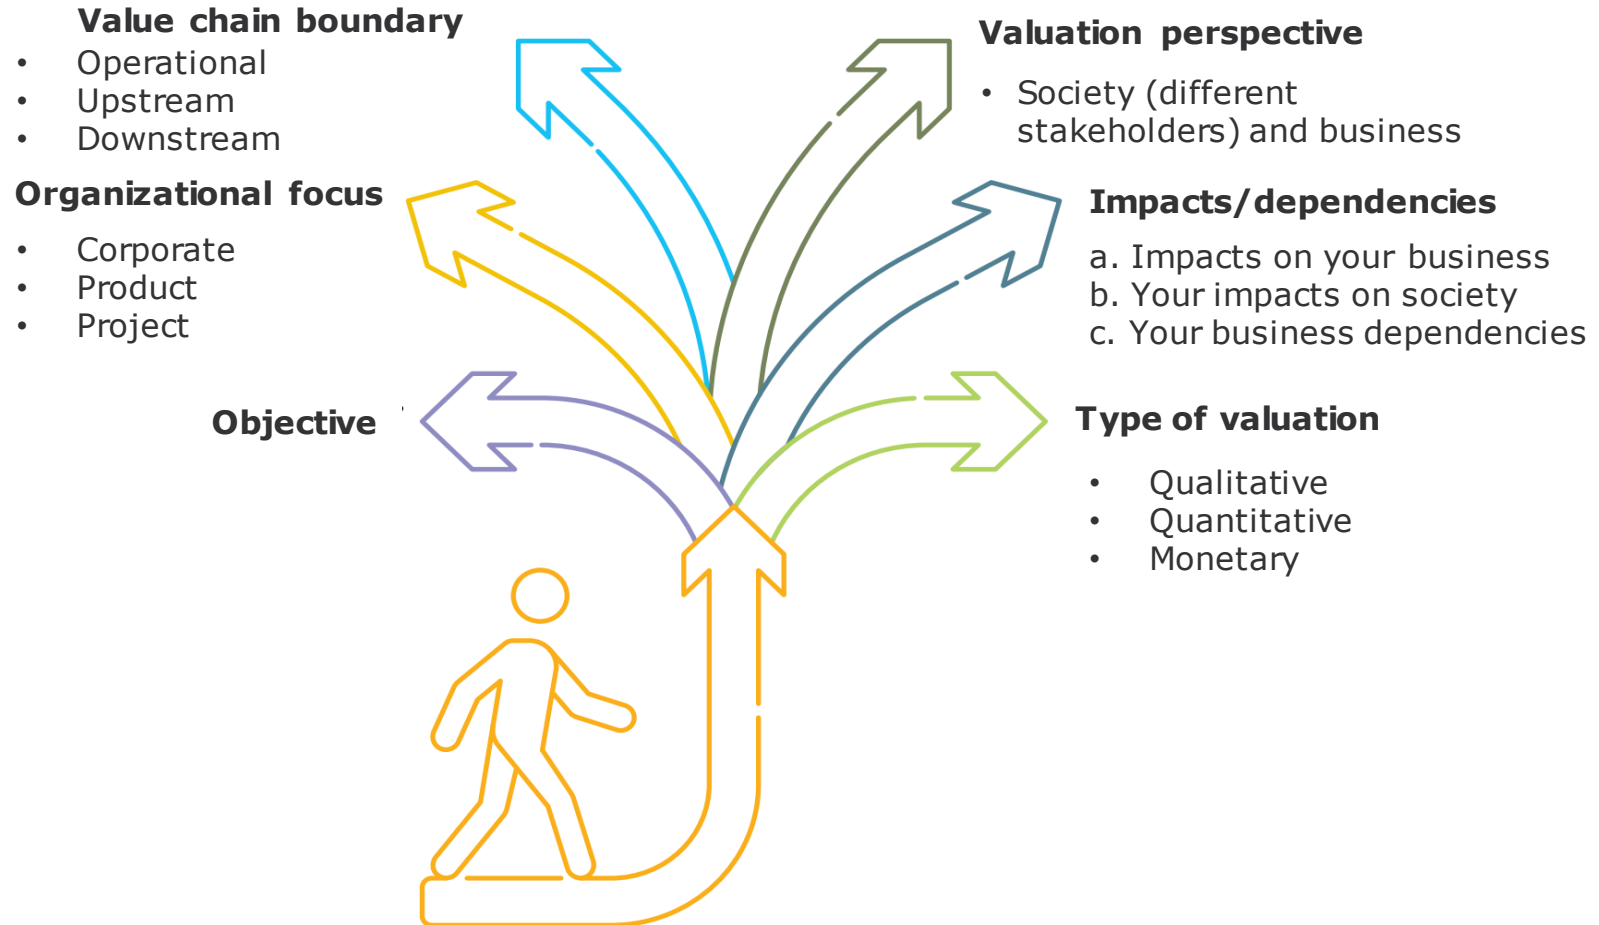 Value chain boundary
• Operational
• Upstream
• Downstream
Organizational focus
• Corporate
• Product
• Project
Objective
Valuation perspective
• Society (different
stakeholders) and business
Impacts/dependencies
a. Impacts on your business
b. Your impacts on society
c. Your business dependencies
Type of valuation
• Qualitative
• Quantitative
• Monetary